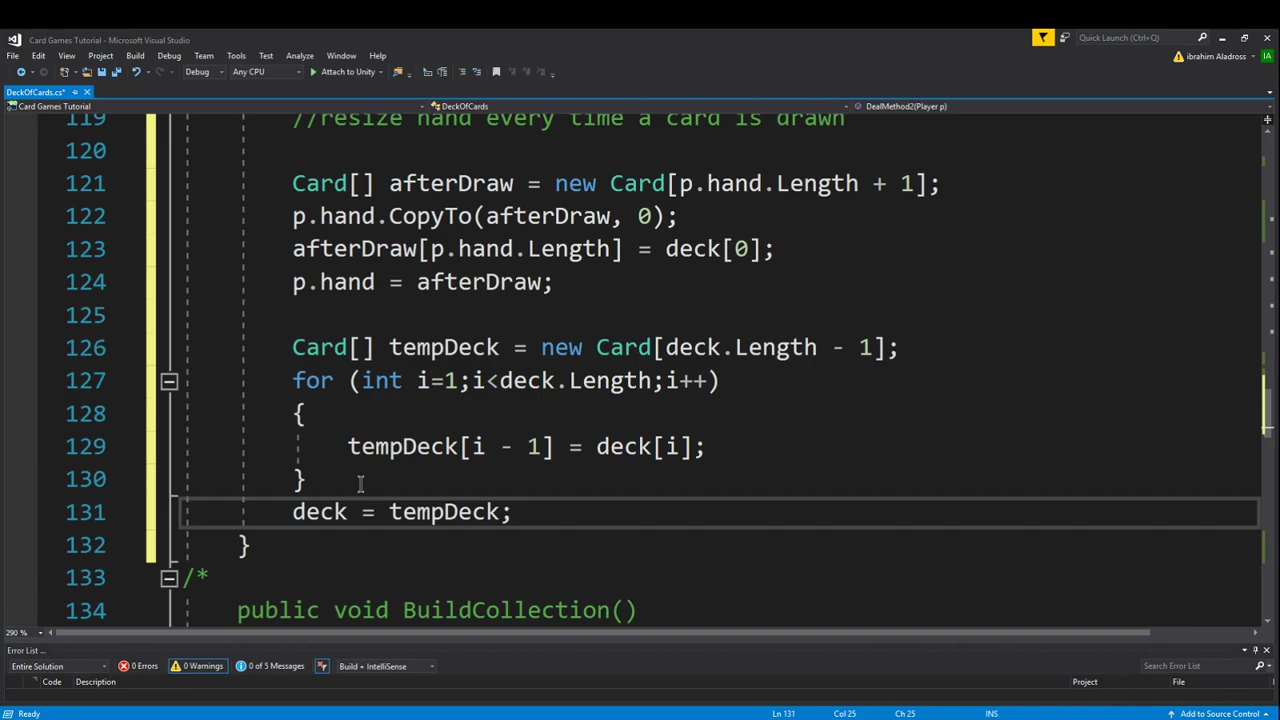 Card Games Tutorial - Microsoft Visual Studio
Quick Launch (Ctrl+Q)
File Edit View Project Build Debug Team Tools Test Analyze Window Help
ibrahim Aladross
IA
Debug Any CPU Attach to Unity
DeckOfCards.cs*
Card Games Tutorial DeckOfCards DealMethod2(Player p)
119 //resize hand every time a card is drawn
120
121 Card[] afterDraw = new Card[p.hand.Length + 1];
122 p.hand.CopyTo(afterDraw, 0);
123 afterDraw[p.hand.Length] = deck[0];
124 p.hand = afterDraw;
125
126 Card[] tempDeck = new Card[deck.Length - 1];
127 for (int i=1;i<deck.Length;i++)
128 {
129 tempDeck[i - 1] = deck[i];
130 }
131 deck = tempDeck;
132 }
133 /*
134 public void BuildCollection()
290 %
Error List ...
Entire Solution 0 Errors 0 Warnings 0 of 5 Messages Build + IntelliSense Search Error List
Code Description Project File
Ready Ln 131 Col 25 Ch 25 INS Add to Source Control